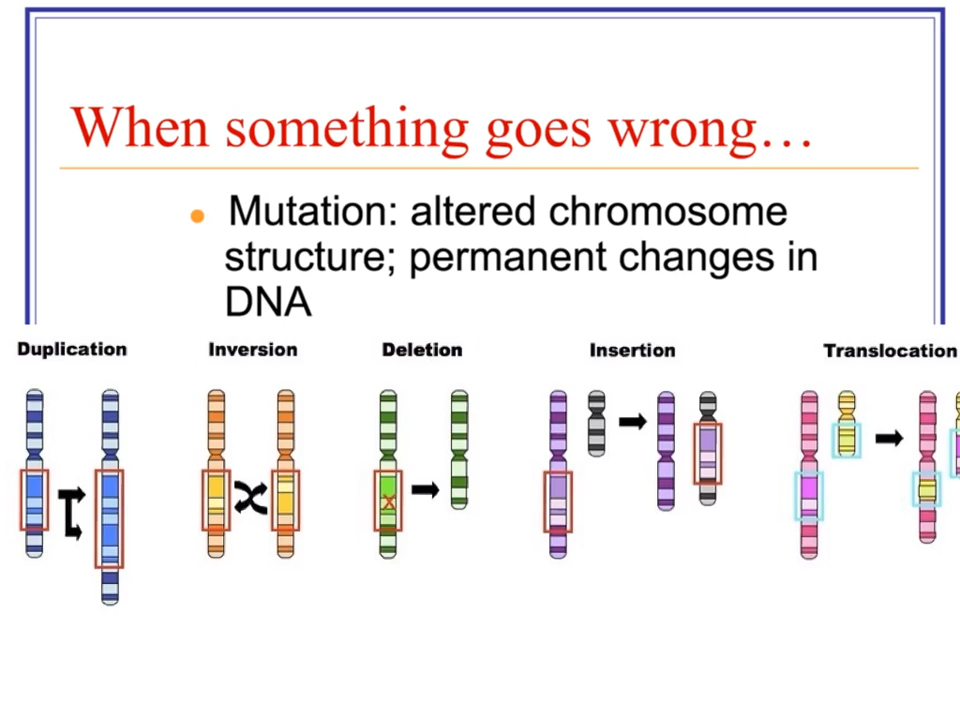 When something goes wrong…
Mutation: altered chromosome
structure; permanent changes in
DNA
Duplication
Inversion
Deletion
Insertion
Translocation
X